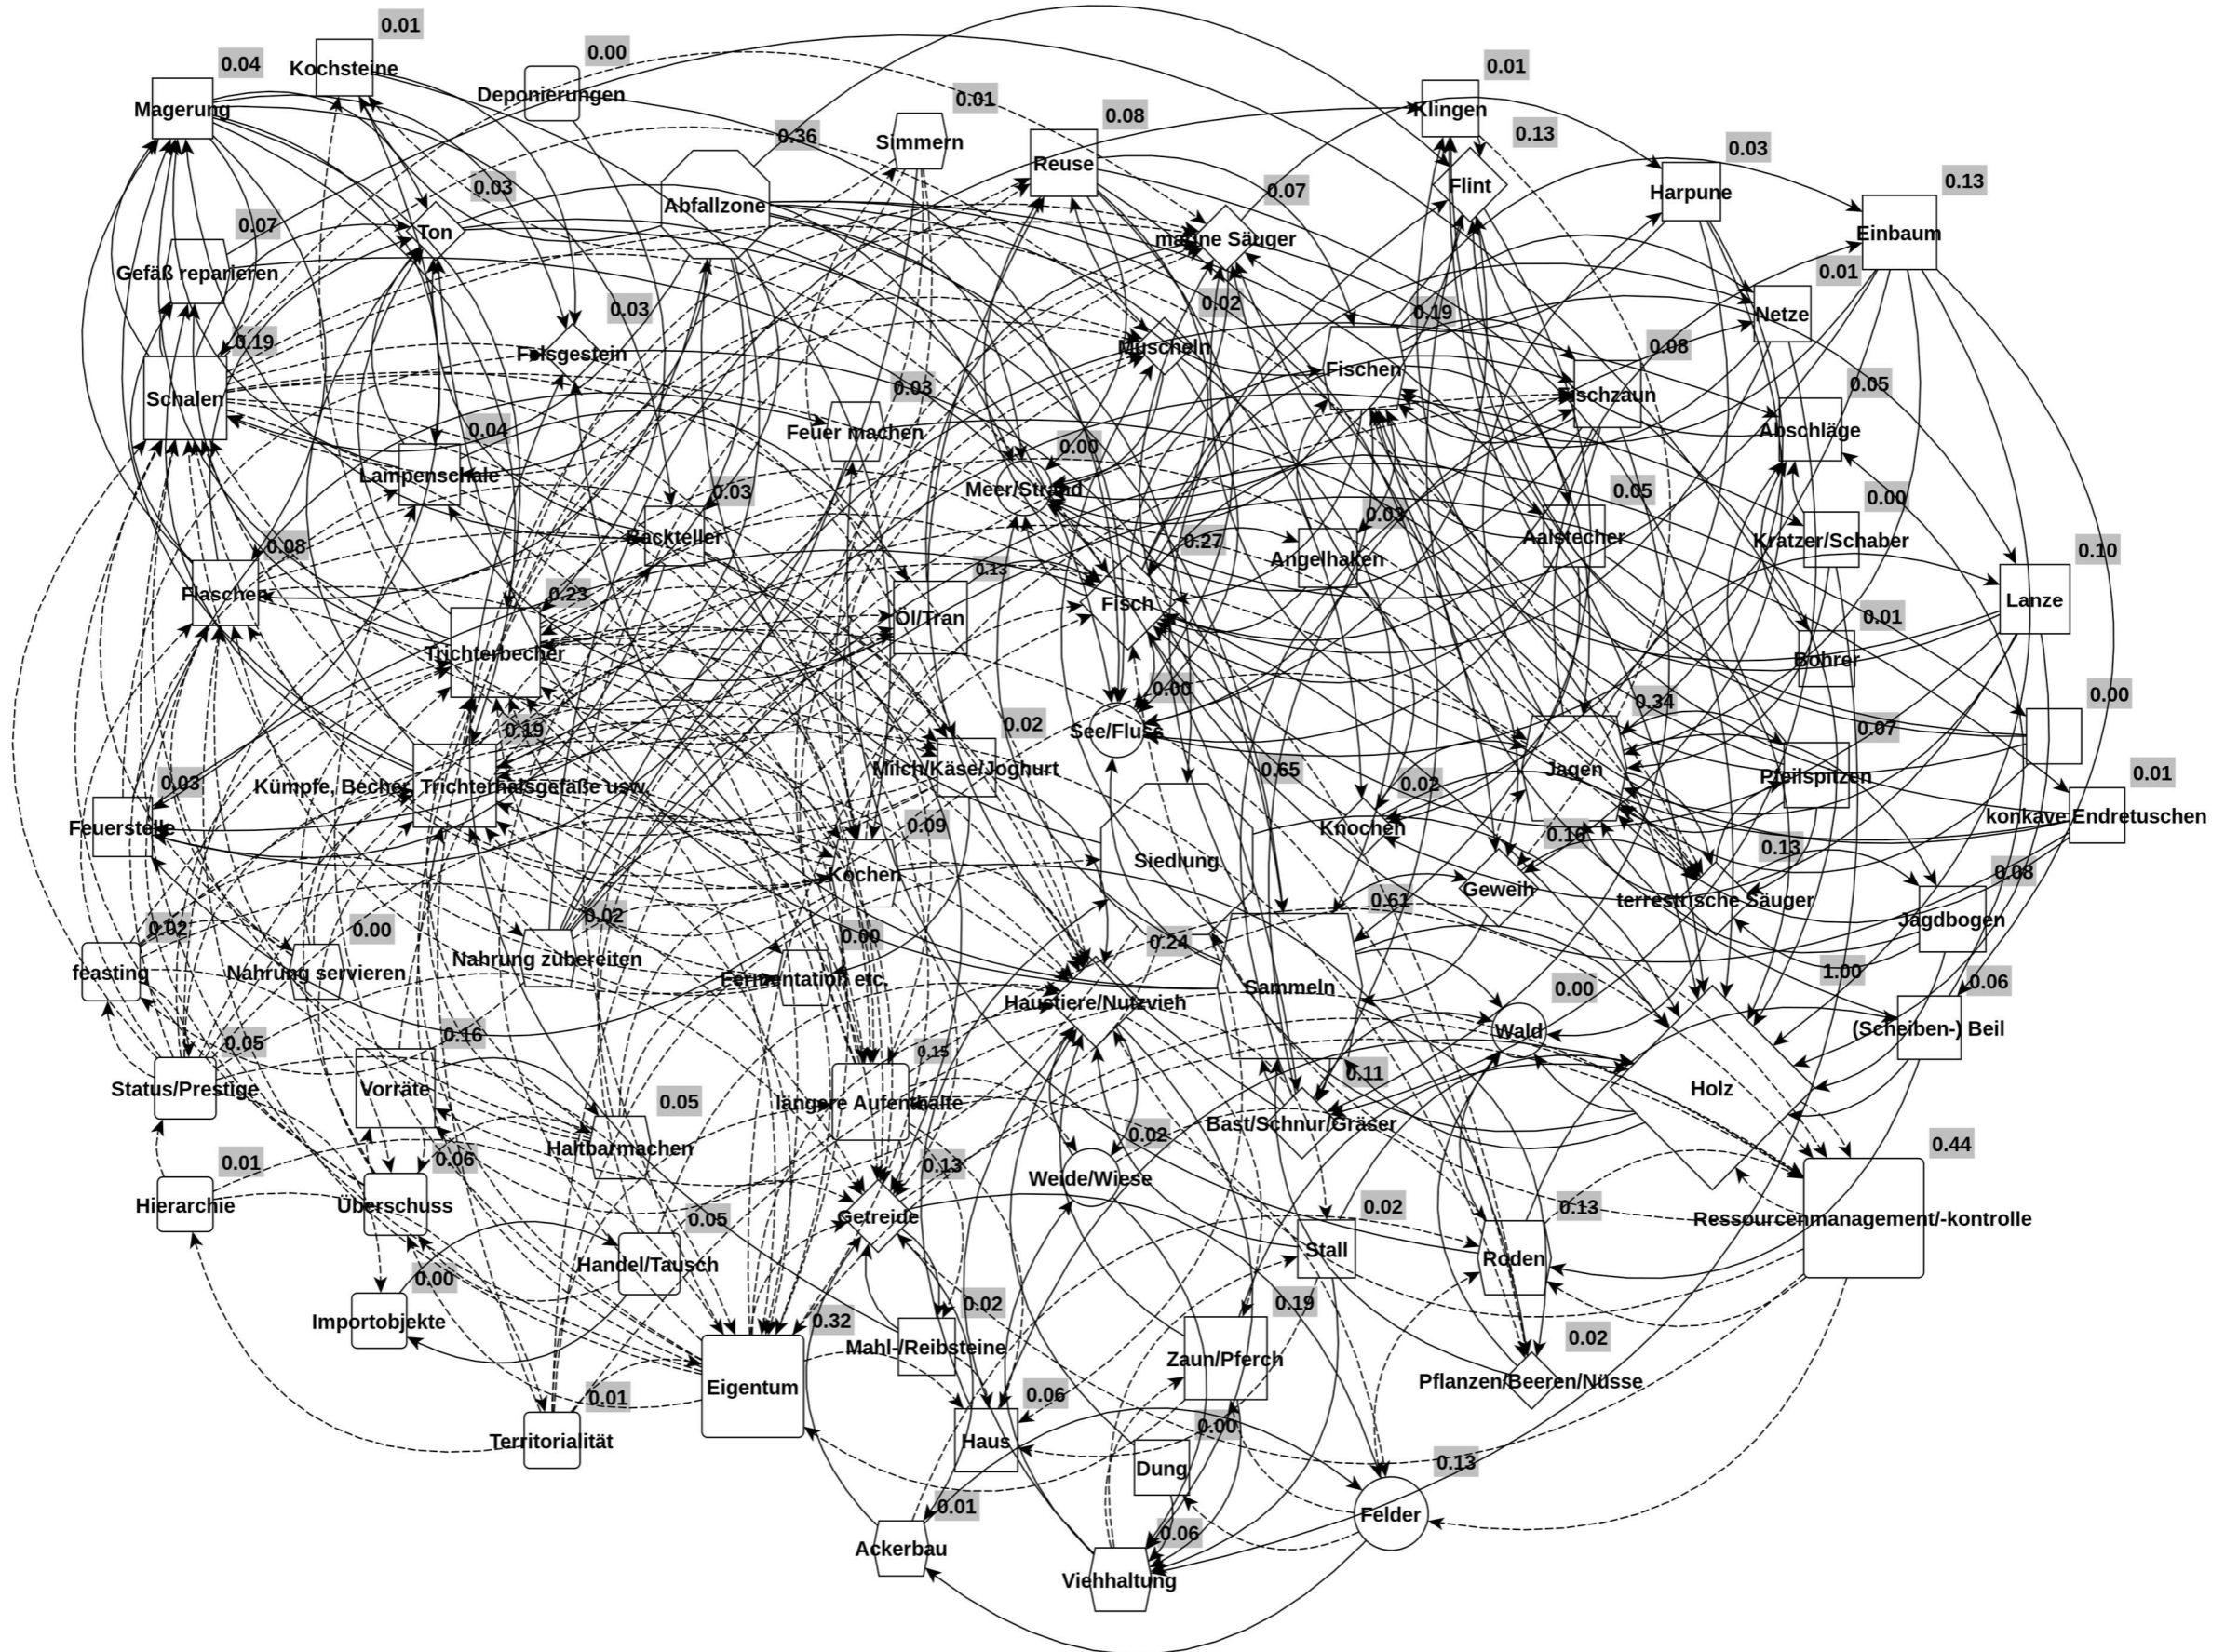 0.01
0.04
Kochsteine
0.00
Magerung
Deponierungen
0.01
0.01
Klingen
Simmern
0.08
0.36
0.13
Reuse
0.03
0.03
Flint
Harpune
0.13
0.07
0.07
Abfallzone
Ton
marine Säuger
Einbaum
0.01
Gefäß reparieren
0.03
0.02
0.19
Netze
0.19
Felsgestein
Muscheln
0.08
Fischen
0.03
0.05
Schalen
Fischzaun
0.04
Feuer machen
0.00
Abschläge
Lampenschale
Meer/Strand
0.03
0.05
0.00
0.03
Backteller
0.27
Angelhaken
Aalstecher
Kratzer/Schaber
0.08
0.10
Flaschen
0.23
0.13
Fisch
Lanze
Öl/Tran
0.01
Trichterbecher
Bohrer
0.00
0.00
0.34
0.19
0.02
See/Fluss
0.07
0.03
Kümpfe, Becher, Trichterhalsgefäße usw.
Milch/Käse/Joghurt
0.65
0.02
Jagen
Pfeilspitzen
0.01
Feuerstelle
0.09
Knochen
0.16
konkave Endretuschen
0.13
Kochen
Siedlung
Geweih
0.08
0.02
0.02
0.00
0.00
0.61
terrestrische Säuger
Jagdbogen
feasting
Nahrung servieren
Nahrung zubereiten
Fermentation etc.
0.24
1.00
0.06
Haustiere/Nutzvieh
Sammeln
0.00
Wald
(Scheiben-) Beil
0.05
0.16
0.15
0.11
Status/Prestige
Vorräte
0.05
längere Aufenthalte
Holz
Haltbarmachen
0.02
Bast/Schnur/Gräser
0.44
0.01
0.06
0.13
Weide/Wiese
Hierarchie
Überschuss
0.05
Getreide
0.02
0.13
Ressourcenmanagement/-kontrolle
Handel/Tausch
Stall
Roden
0.00
Importobjekte
0.32
0.02
0.19
0.02
Mahl-/Reibsteine
Zaun/Pferch
Eigentum
0.01
0.06
Pflanzen/Beeren/Nüsse
Territorialität
Haus
0.00
Dung
0.13
0.01
0.06
Felder
Ackerbau
Viehhaltung